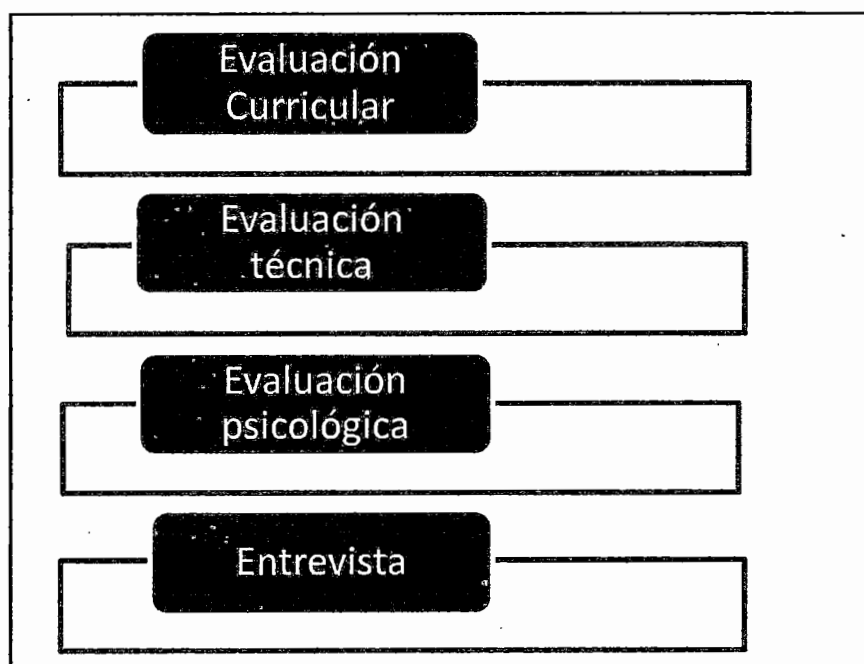 Evaluación
Curricular
Evaluación
técnica
Evaluación
psicológica
Entrevista